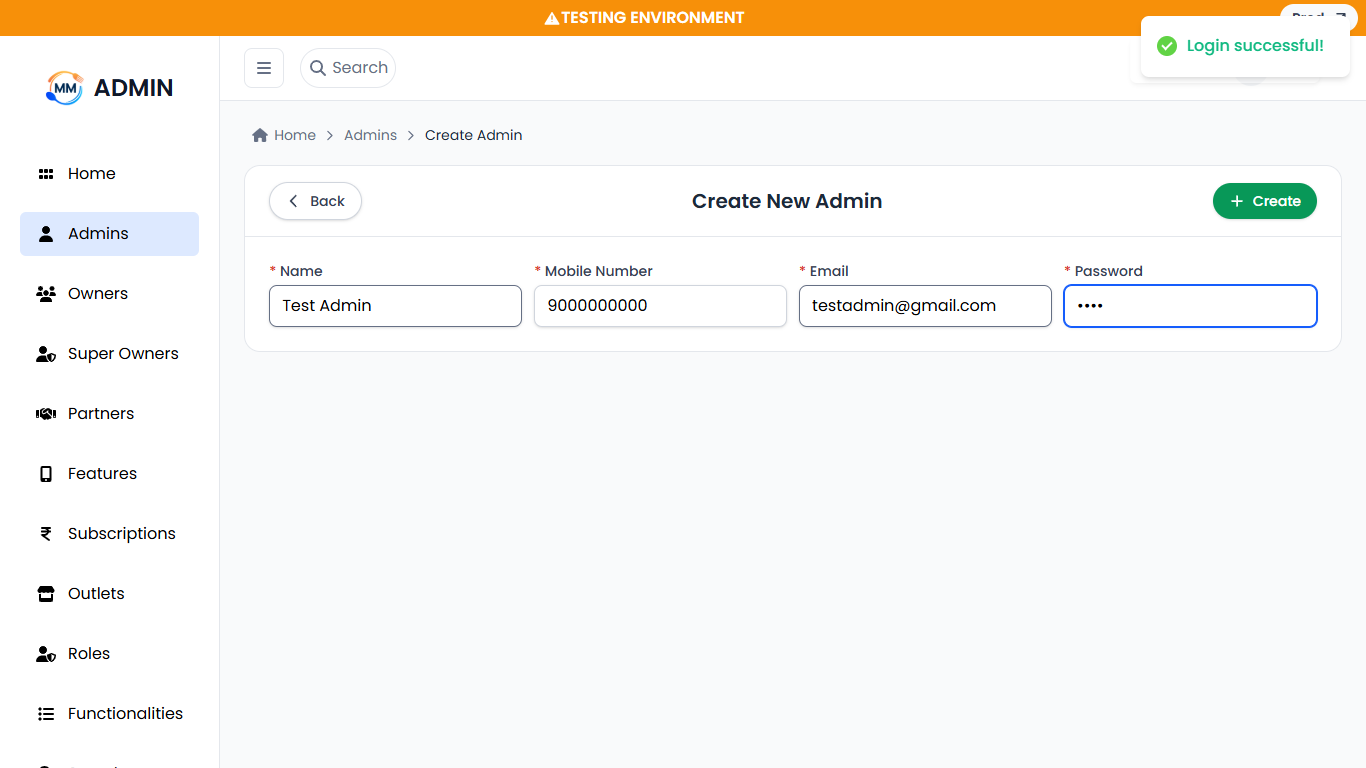 TESTING ENVIRONMENT
Login successful!
MM ADMIN
Search
Home > Admins > Create Admin
Home
Admins
Owners
Super Owners
Partners
Features
Subscriptions
Outlets
Roles
Functionalities
Back
Create New Admin
+ Create
* Name
* Mobile Number
* Email
* Password
Test Admin
9000000000
testadmin@gmail.com
••••